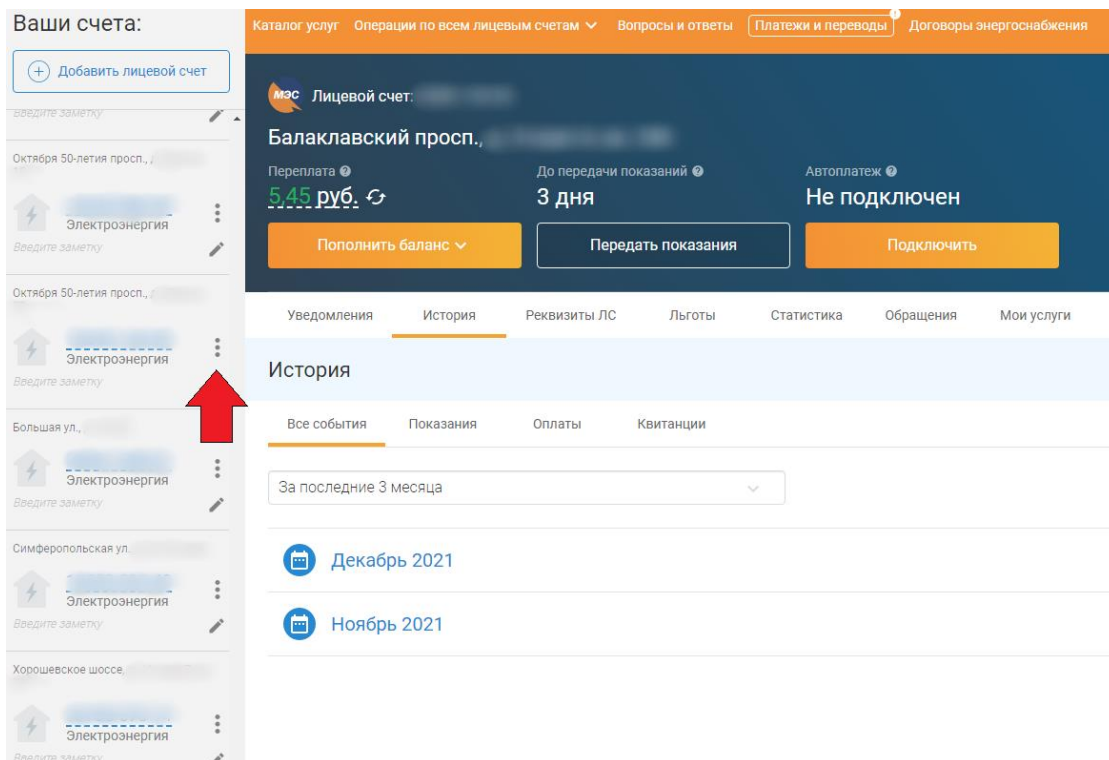 Ваши счета:
Добавить лицевой счет
Введите заметку
Октября 50-летия просп.,
Электроэнергия
Введите заметку
Октября 50-летия просп.,
Электроэнергия
Введите заметку
Большая ул.,
Электроэнергия
Введите заметку
Симферопольская ул.
Электроэнергия
Введите заметку
Хорошевское шоссе,
Электроэнергия
Введите заметку
Каталог услуг Операции по всем лицевым счетам Вопросы и ответы Платежи и переводы Договоры энергоснабжения
мэс Лицевой счет:
Балаклавский просп.,
Переплата До передачи показаний Автоплатеж
5,45 руб. 3 дня Не подключен
Пополнить баланс Передать показания Подключить
Уведомления История Реквизиты ЛС Льготы Статистика Обращения Мои услуги
История
Все события Показания Оплаты Квитанции
За последние 3 месяца
Декабрь 2021
Ноябрь 2021